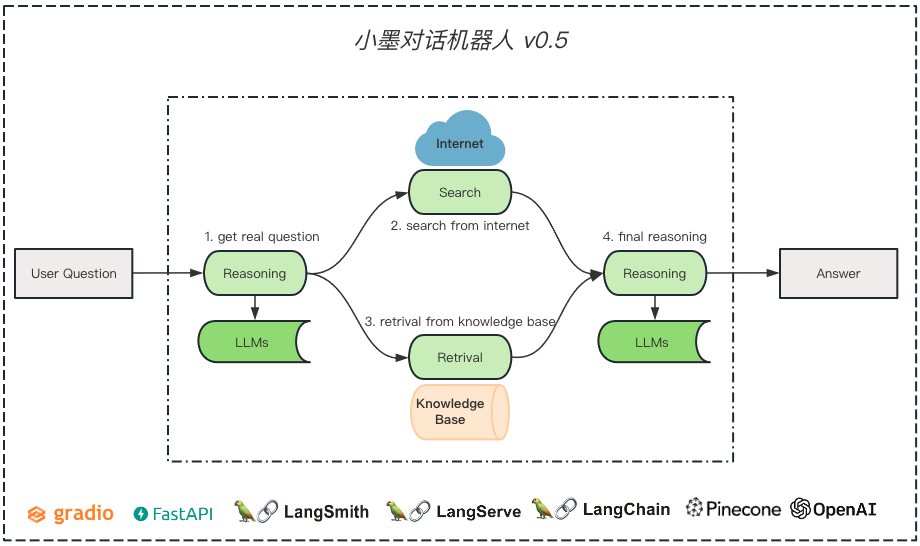 小墨对话机器人 v0.5
Internet
Search
2. search from internet
1. get real question
4. final reasoning
User Question
Reasoning
Reasoning
Answer
3. retrival from knowledge base
LLMs
LLMs
Retrival
Knowledge
Base
gradio
FastAPI
LangSmith
LangServe
LangChain
Pinecone
OpenAI